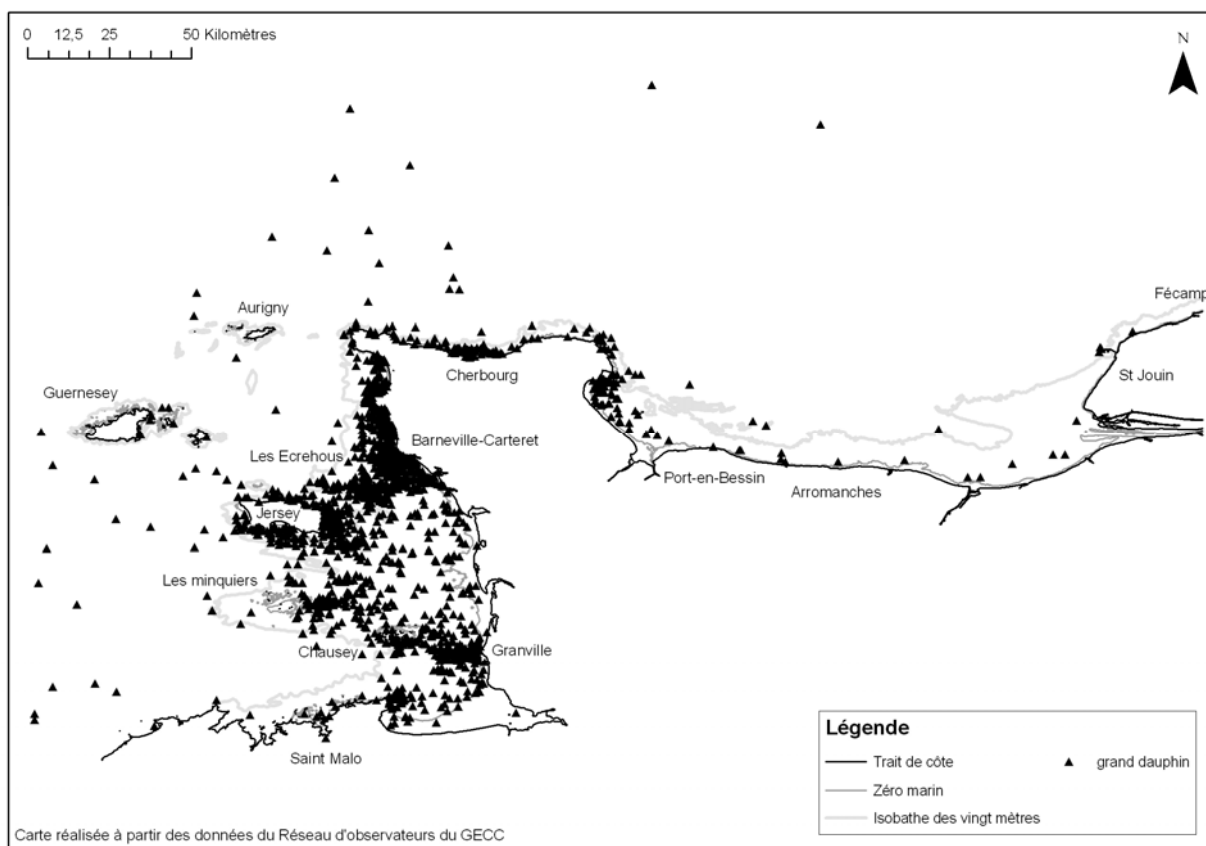 0 12,5 25 50 Kilomètres
N
Aurigny
Fécamp
Cherbourg
St Jouin
Guernesey
Barneville-Carteret
Les Ecrehous
Port-en-Bessin
Arromanches
Jersey
Les minquiers
Chausey
Granville
Saint Malo
Légende
Trait de côte
grand dauphin
Zéro marin
Isobathe des vingt mètres
Carte réalisée à partir des données du Réseau d'observateurs du GECC